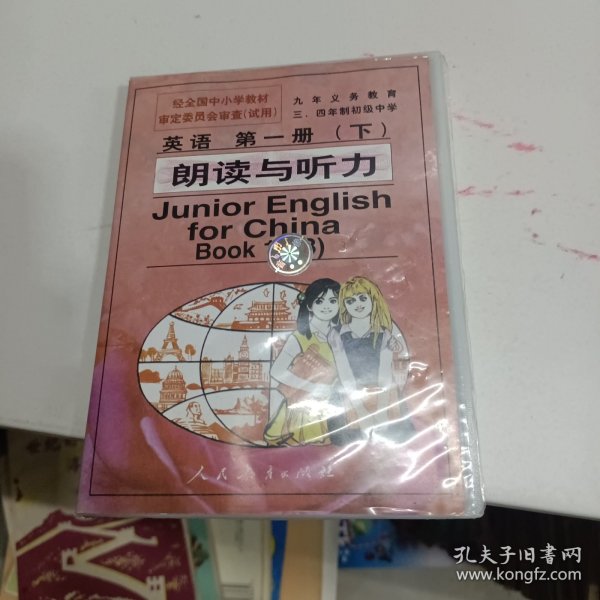 经全国中小学教材
审定委员会审查(试用)
九年义务教育
三、四年制初级中学
英语 第一册(下)
朗读与听力
Junior English
for China
Book
人民教育出版社
孔夫子旧书网
www.kongfz.com